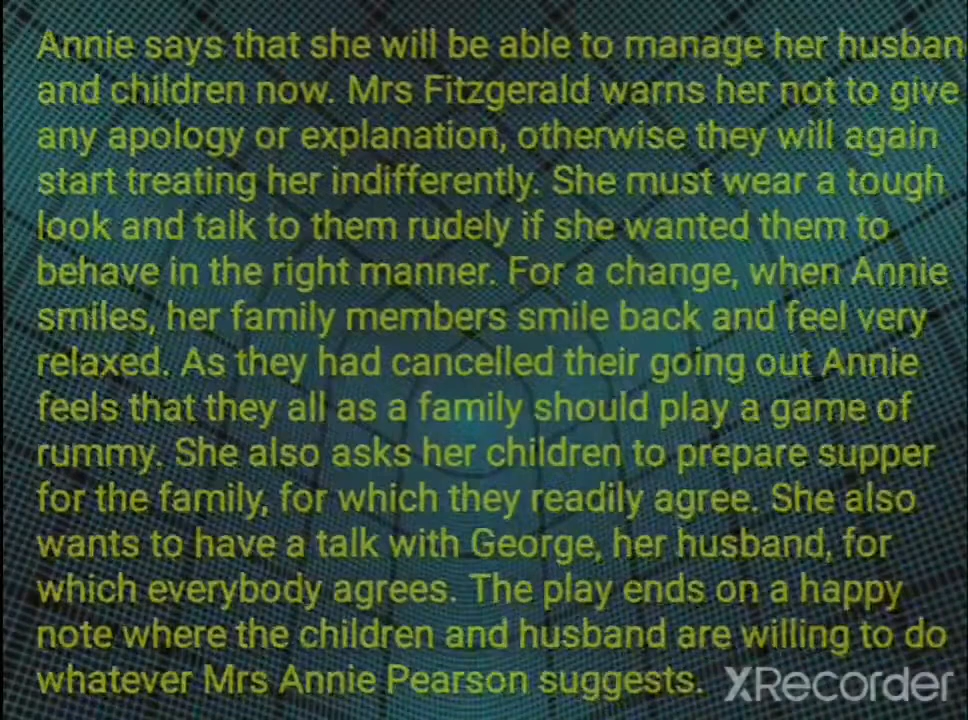 Annie says that she will be able to manage her husban
and children now. Mrs Fitzgerald warns her not to give
any apology or explanation, otherwise they will again
start treating her indifferently. She must wear a tough
look and talk to them rudely if she wanted them to
behave in the right manner. For a change, when Annie
smiles, her family members smile back and feel very
relaxed. As they had cancelled their going out Annie
feels that they all as a family should play a game of
rummy. She also asks her children to prepare supper
for the family, for which they readily agree. She also
wants to have a talk with George, her husband, for
which everybody agrees. The play ends on a happy
note where the children and husband are willing to do
whatever Mrs Annie Pearson suggests.
XRecorder